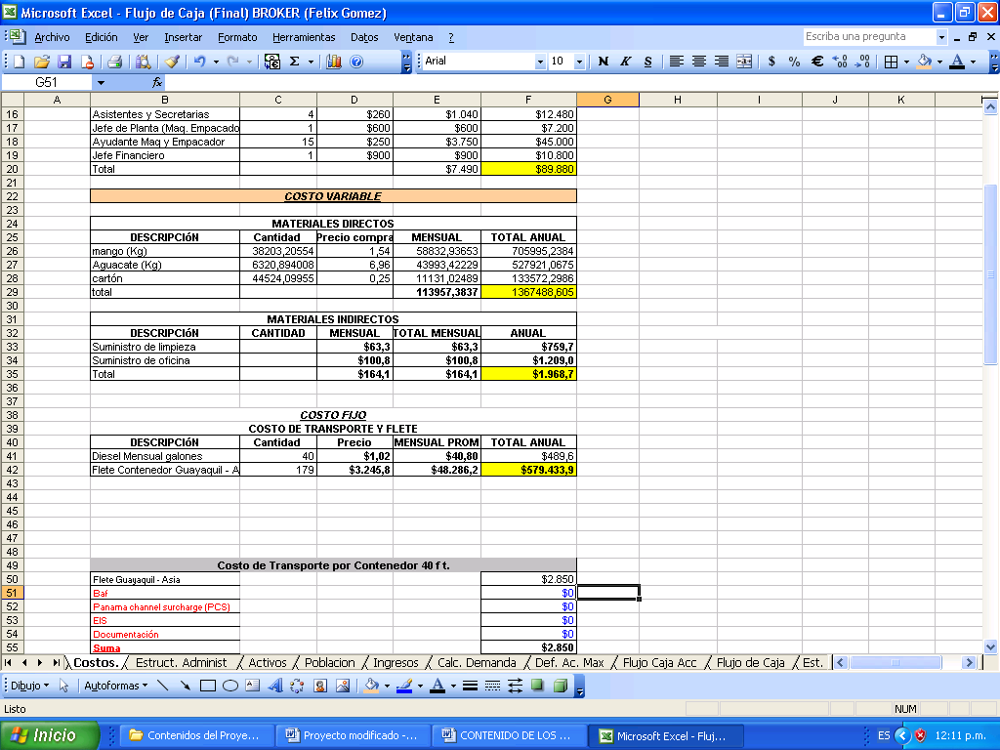 Microsoft Excel - Flujo de Caja (Final) BROKER (Felix Gomez)
Archivo Edición Ver Insertar Formato Herramientas Datos Ventana ? Escriba una pregunta
Arial 10 N K S $ % €
G51 fx
A B C D E F G H I J K
16 Asistentes y Secretarias 4 $260 $1.040 $12.480
17 Jefe de Planta (Maq. Empacado 1 $600 $600 $7.200
18 Ayudante Maq y Empacador 15 $250 $3.750 $45.000
19 Jefe Financiero 1 $900 $900 $10.800
20 Total $7.490 $89.880
21
22 COSTO VARIABLE
23
24 MATERIALES DIRECTOS
25 DESCRIPCIóN Cantidad Precio compra MENSUAL TOTAL ANUAL
26 mango (Kg) 38203,20554 1,54 58832,93653 705995,2384
27 Aguacate (Kg) 6320,894008 6,96 43993,42229 527921,0675
28 cartón 44524,09955 0,25 11131,02489 133572,2986
29 total 113957,3837 1367488,605
30
31 MATERIALES INDIRECTOS
32 DESCRIPCIóN CANTIDAD MENSUAL TOTAL MENSUAL ANUAL
33 Suministro de limpieza $63,3 $63,3 $759,7
34 Suministro de oficina $100,8 $100,8 $1.209,0
35 Total $164,1 $164,1 $1.968,7
36
37
38 COSTO FIJO
39 COSTO DE TRANSPORTE Y FLETE
40 DESCRIPCIóN Cantidad Precio MENSUAL PROM TOTAL ANUAL
41 Diesel Mensual galones 40 $1,02 $40,80 $489,6
42 Flete Contenedor Guayaquil - A 179 $3.245,8 $48.286,2 $579.433,9
43
44
45
46
47
48
49 Costo de Transporte por Contenedor 40 f t.
50 Flete Guayaquil - Asia $2.850
51 Baf $0
52 Panama channel surcharge (PCS) $0
53 EIS $0
54 Documentación $0
55 Suma $2.850
Costos. Estruct. Administ Activos Poblacion Ingresos Calc. Demanda Def. Ac. Max Flujo Caja Acc Flujo de Caja Est.
Dibujo Autoformas
Listo NUM
Inicio Contenidos del Proye... Proyecto modificado -... CONTENIDO DE LOS ... Microsoft Excel - Fluj... ES 12:11 p.m.